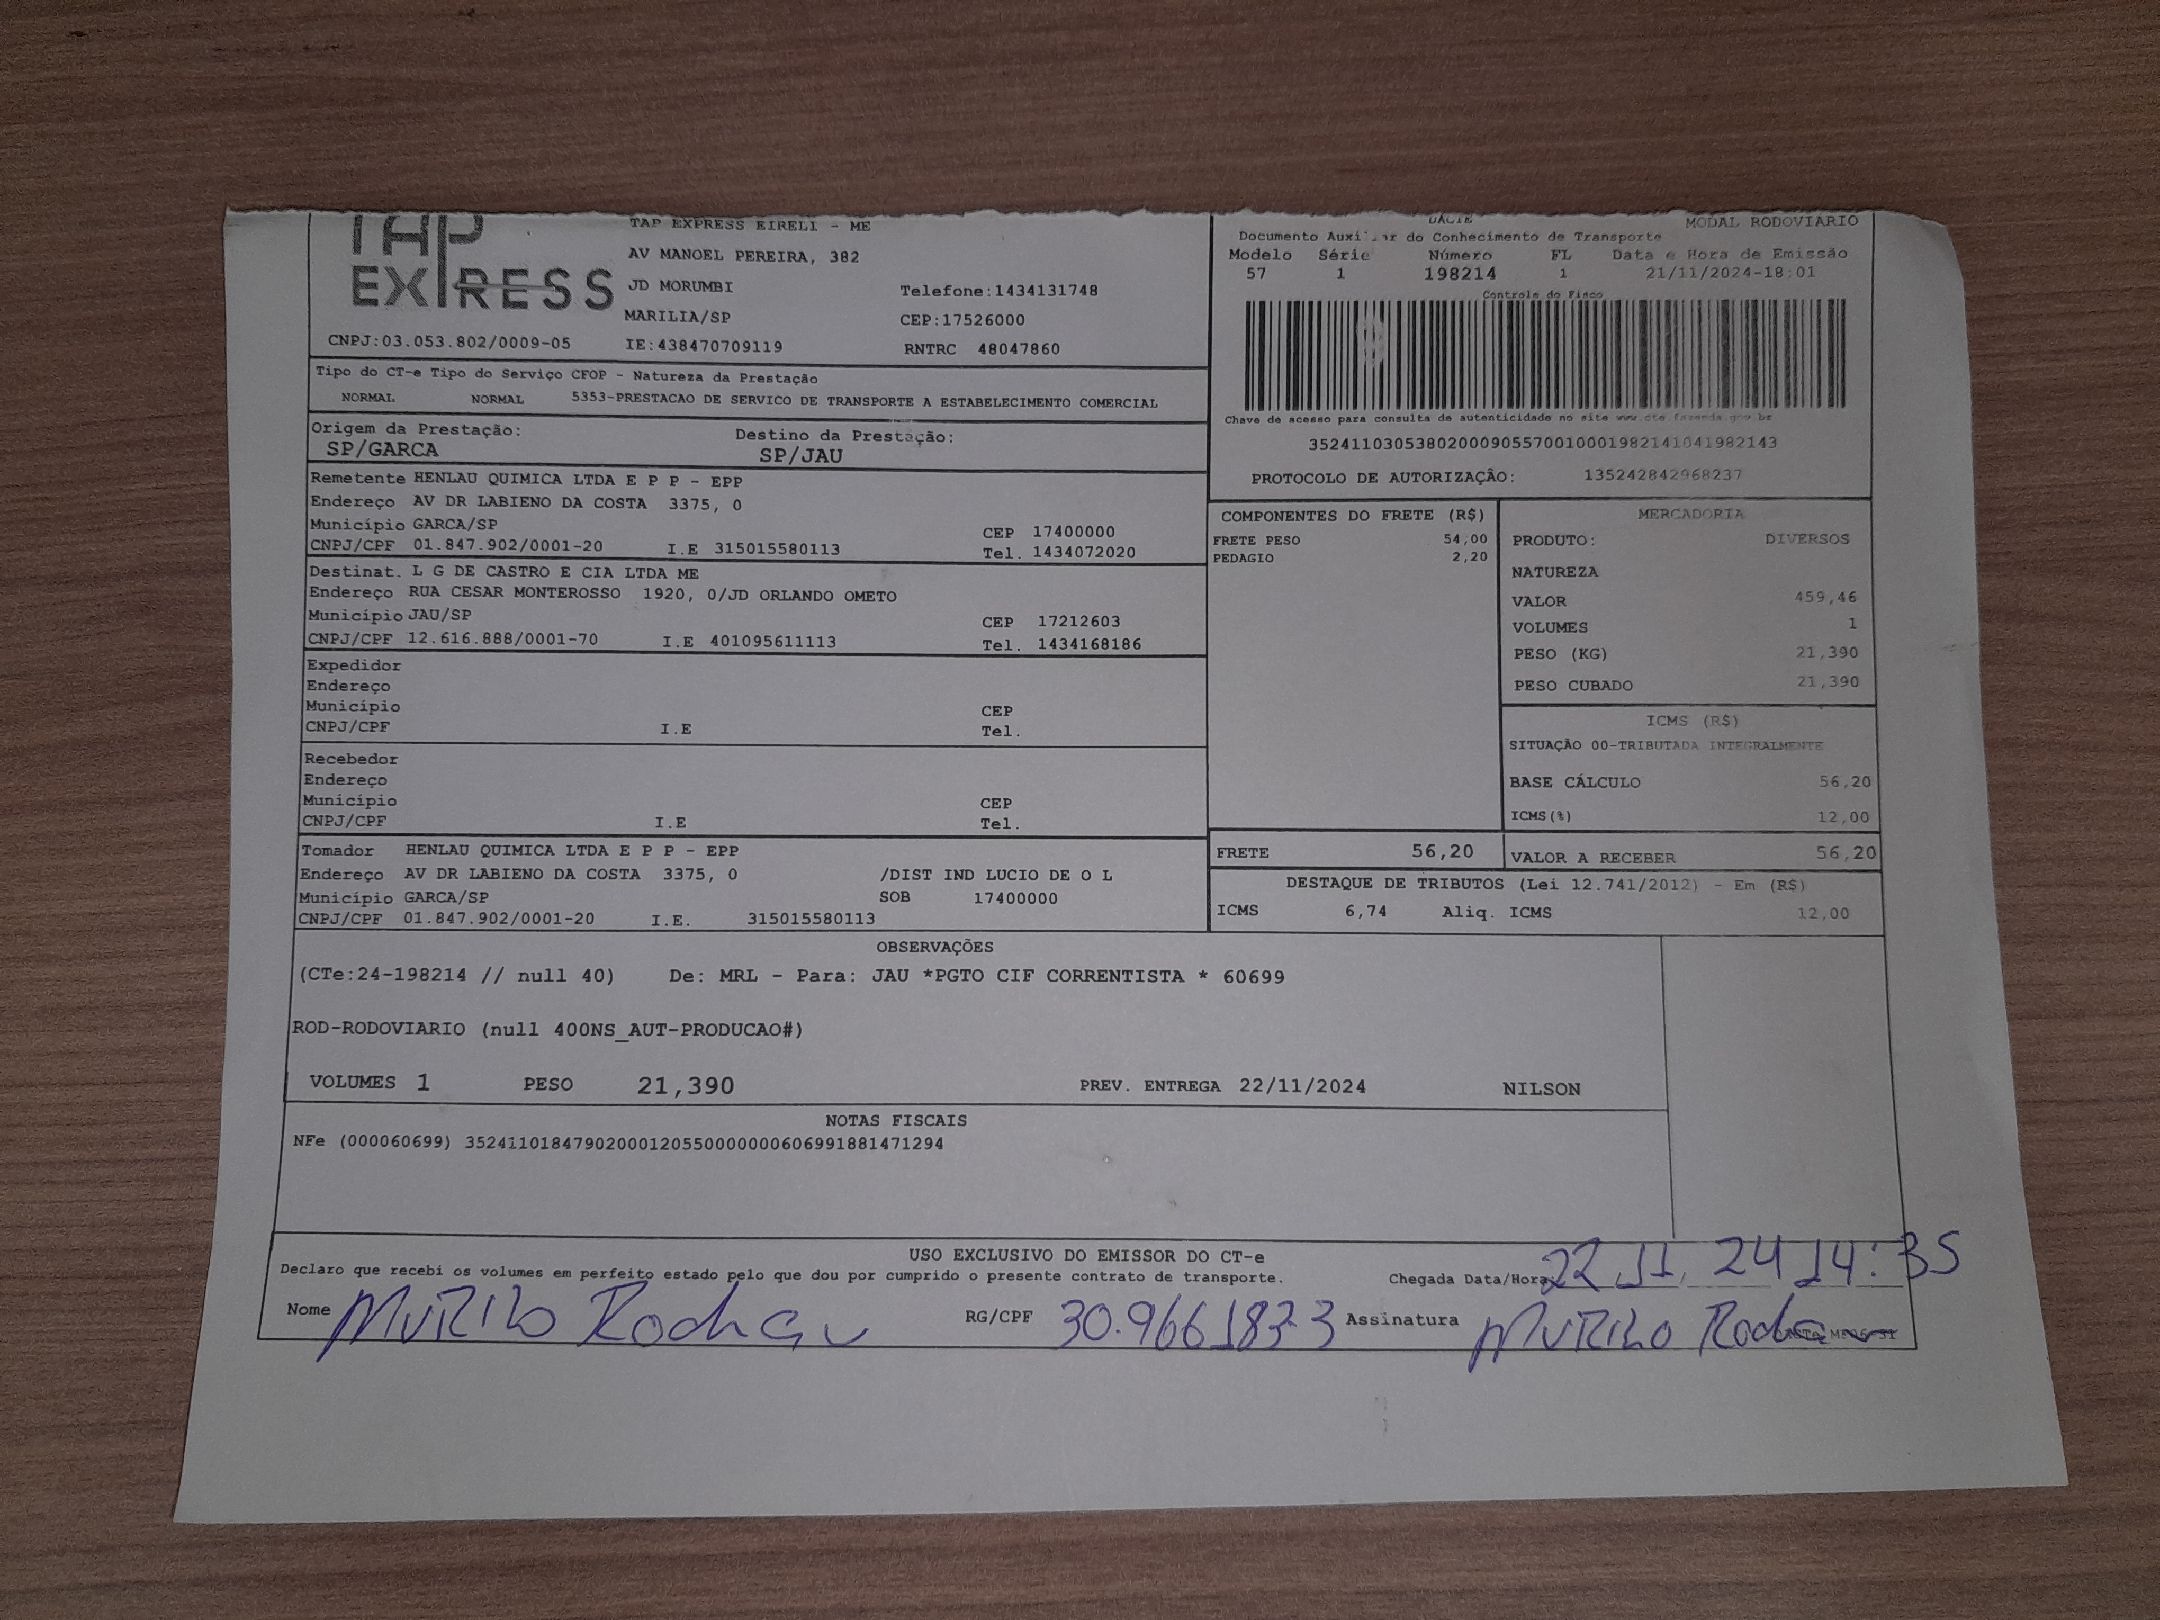 TAP
EXPRESS
TAP EXPRESS EIRELI - ME
AV MANOEL PEREIRA, 382
JD MORUMBI
Telefone:1434131748
MARILIA/SP
CEP:17526000
CNPJ:03.053.802/0009-05
IE:438470709119
RNTRC 48047860
DACTE
MODAL RODOVIARIO
Documento Auxiliar do Conhecimento de Transporte
Modelo Série Número FL Data e Hora de Emissão
57 1 198214 1 21/11/2024-18:01
Controle do Fisco
Chave de acesso para consulta de autenticidade no site www.cte.fazenda.gov.br
35241103053802000905570010001982141041982143
PROTOCOLO DE AUTORIZAÇÃO: 135242842968237
Tipo do CT-e Tipo do Serviço CFOP - Natureza da Prestação
NORMAL NORMAL 5353-PRESTACAO DE SERVICO DE TRANSPORTE A ESTABELECIMENTO COMERCIAL
Origem da Prestação: Destino da Prestação:
SP/GARCA SP/JAU
Remetente HENLAU QUIMICA LTDA E P P - EPP
Endereço AV DR LABIENO DA COSTA 3375, 0
Município GARCA/SP CEP 17400000
CNPJ/CPF 01.847.902/0001-20 I.E 315015580113 Tel. 1434072020
Destinat. L G DE CASTRO E CIA LTDA ME
Endereço RUA CESAR MONTEROSSO 1920, 0/JD ORLANDO OMETO
Município JAU/SP CEP 17212603
CNPJ/CPF 12.616.888/0001-70 I.E 401095611113 Tel. 1434168186
Expedidor
Endereço
Município CEP
CNPJ/CPF I.E Tel.
Recebedor
Endereço
Município CEP
CNPJ/CPF I.E Tel.
Tomador HENLAU QUIMICA LTDA E P P - EPP
Endereço AV DR LABIENO DA COSTA 3375, 0 /DIST IND LUCIO DE O L
Município GARCA/SP SOB 17400000
CNPJ/CPF 01.847.902/0001-20 I.E. 315015580113
COMPONENTES DO FRETE (R$)
FRETE PESO 54,00
PEDAGIO 2,20
MERCADORIA
PRODUTO: DIVERSOS
NATUREZA
VALOR 459,46
VOLUMES 1
PESO (KG) 21,390
PESO CUBADO 21,390
ICMS (R$)
SITUAÇÃO 00-TRIBUTADA INTEGRALMENTE
BASE CÁLCULO 56,20
ICMS(%) 12,00
FRETE 56,20 VALOR A RECEBER 56,20
DESTAQUE DE TRIBUTOS (Lei 12.741/2012) - Em (R$)
ICMS 6,74 Aliq. ICMS 12,00
OBSERVAÇÕES
(CTe:24-198214 // null 40) De: MRL - Para: JAU *PGTO CIF CORRENTISTA * 60699
ROD-RODOVIARIO (null 400NS_AUT-PRODUCAO#)
VOLUMES 1 PESO 21,390 PREV. ENTREGA 22/11/2024 NILSON
NOTAS FISCAIS
NFe (000060699) 35241101847902000120550000000606991881471294
USO EXCLUSIVO DO EMISSOR DO CT-e
Declaro que recebi os volumes em perfeito estado pelo que dou por cumprido o presente contrato de transporte.
Chegada Data/Hora 22 11 24 14:35
Nome Murilo RG/CPF 30.9661873-3 Assinatura Murilo